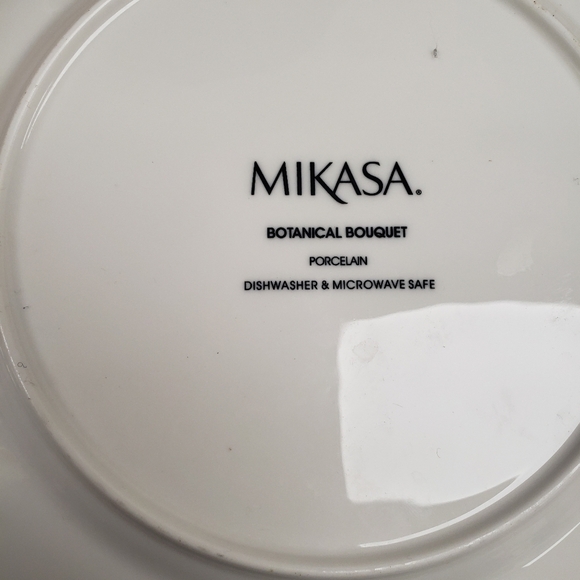 MIKASA®
BOTANICAL BOUQUET
PORCELAIN
DISHWASHER & MICROWAVE SAFE